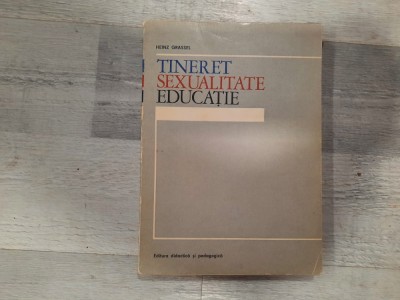 HEINZ GRASSEL
TINERET
SEXUALITATE
EDUCAȚIE
Editura didactică și pedagogică